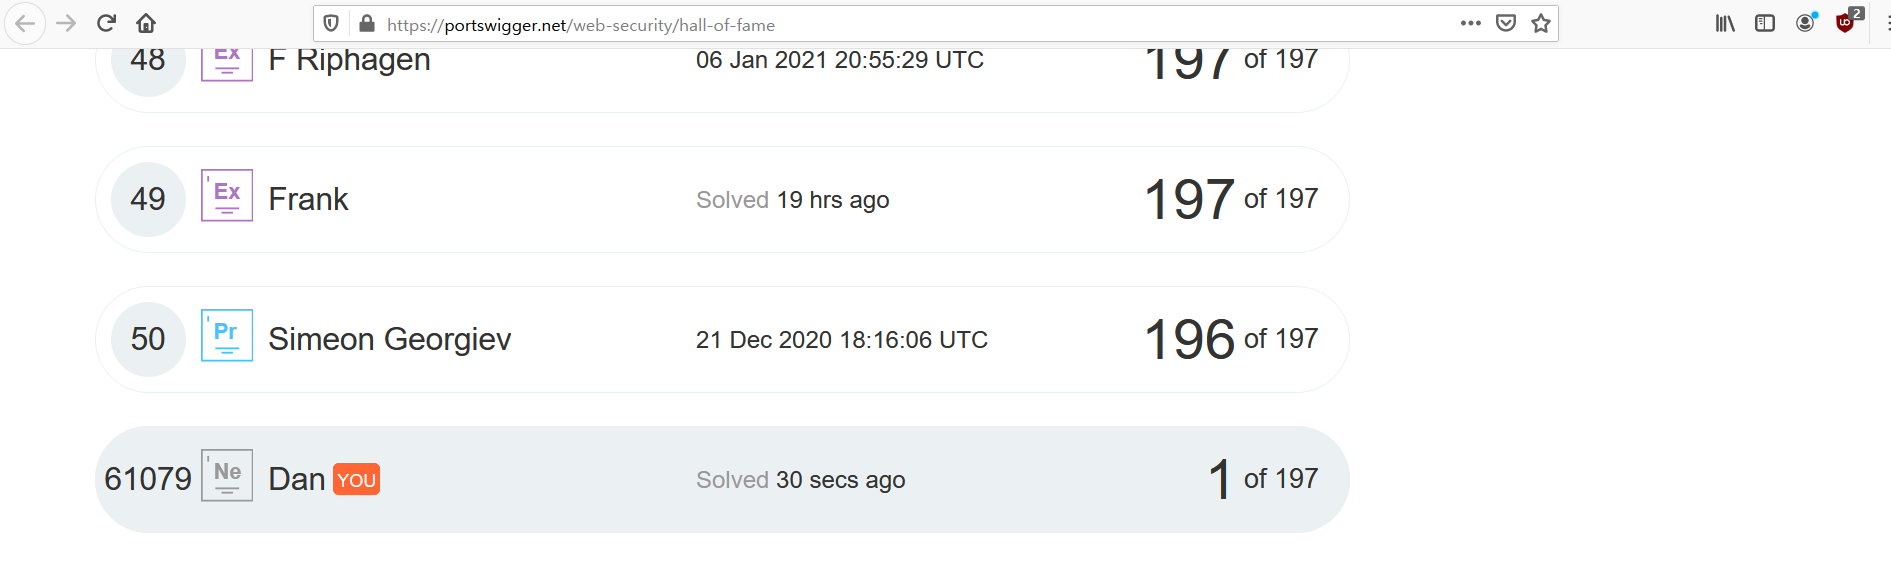 https://portswigger.net/web-security/hall-of-fame
2
48 Ex F Riphagen 06 Jan 2021 20:55:29 UTC 197 of 197
49 Ex Frank Solved 19 hrs ago 197 of 197
50 Pr Simeon Georgiev 21 Dec 2020 18:16:06 UTC 196 of 197
61079 Ne Dan YOU Solved 30 secs ago 1 of 197